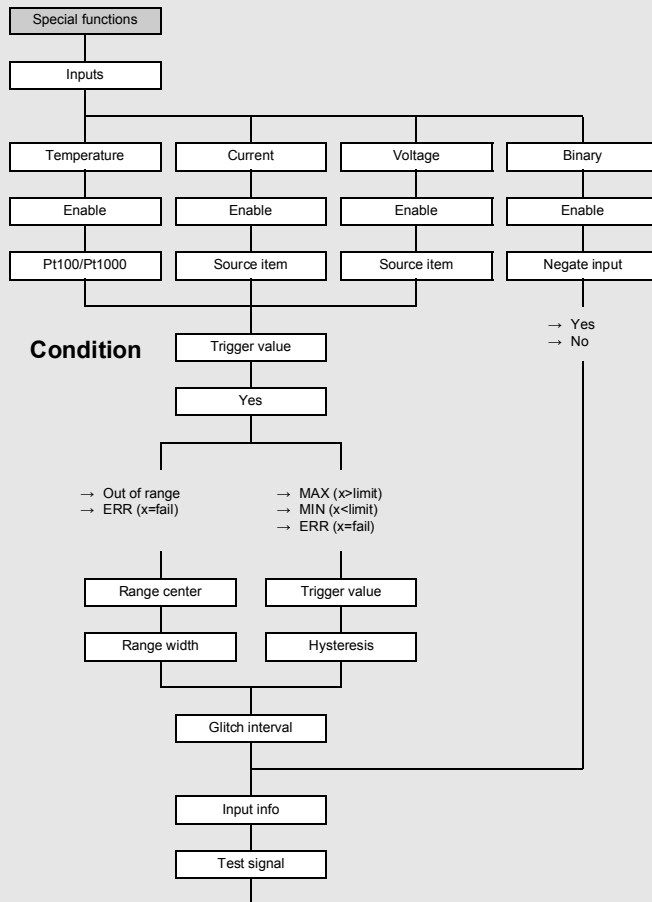 Special functions
Inputs
Temperature Current Voltage Binary
Enable Enable Enable Enable
Pt100/Pt1000 Source item Source item Negate input
→ Yes
→ No
Condition
Trigger value
Yes
→ Out of range
→ ERR (x=fail)
→ MAX (x>limit)
→ MIN (x<limit)
→ ERR (x=fail)
Range center Trigger value
Range width Hysteresis
Glitch interval
Input info
Test signal